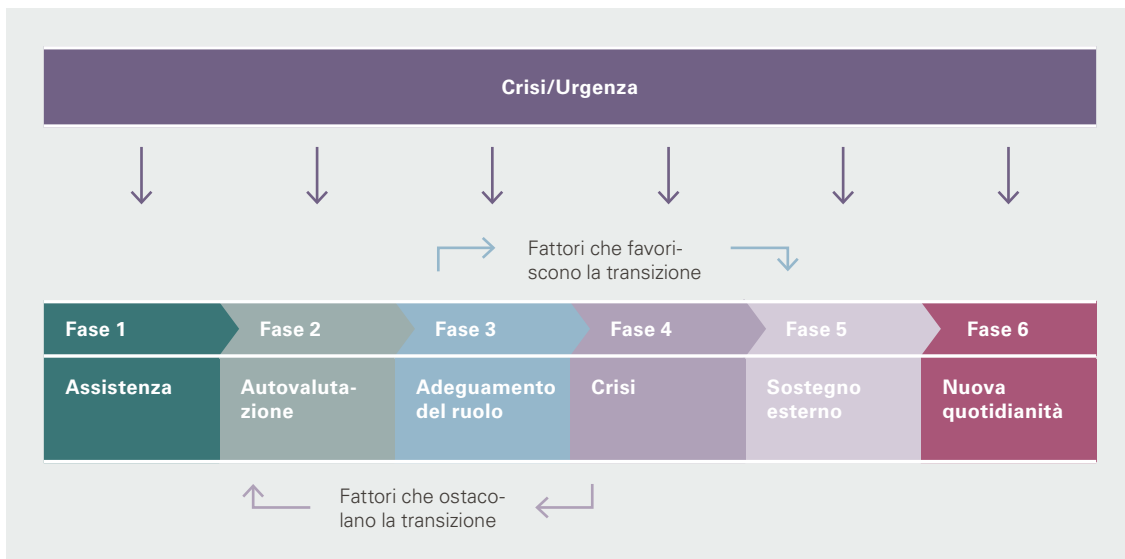 Crisi/Urgenza
Fattori che favori-
scono la transizione
Fase 1
Fase 2
Fase 3
Fase 4
Fase 5
Fase 6
Assistenza
Autovaluta-
zione
Adeguamento
del ruolo
Crisi
Sostegno
esterno
Nuova
quotidianità
Fattori che ostaco-
lano la transizione